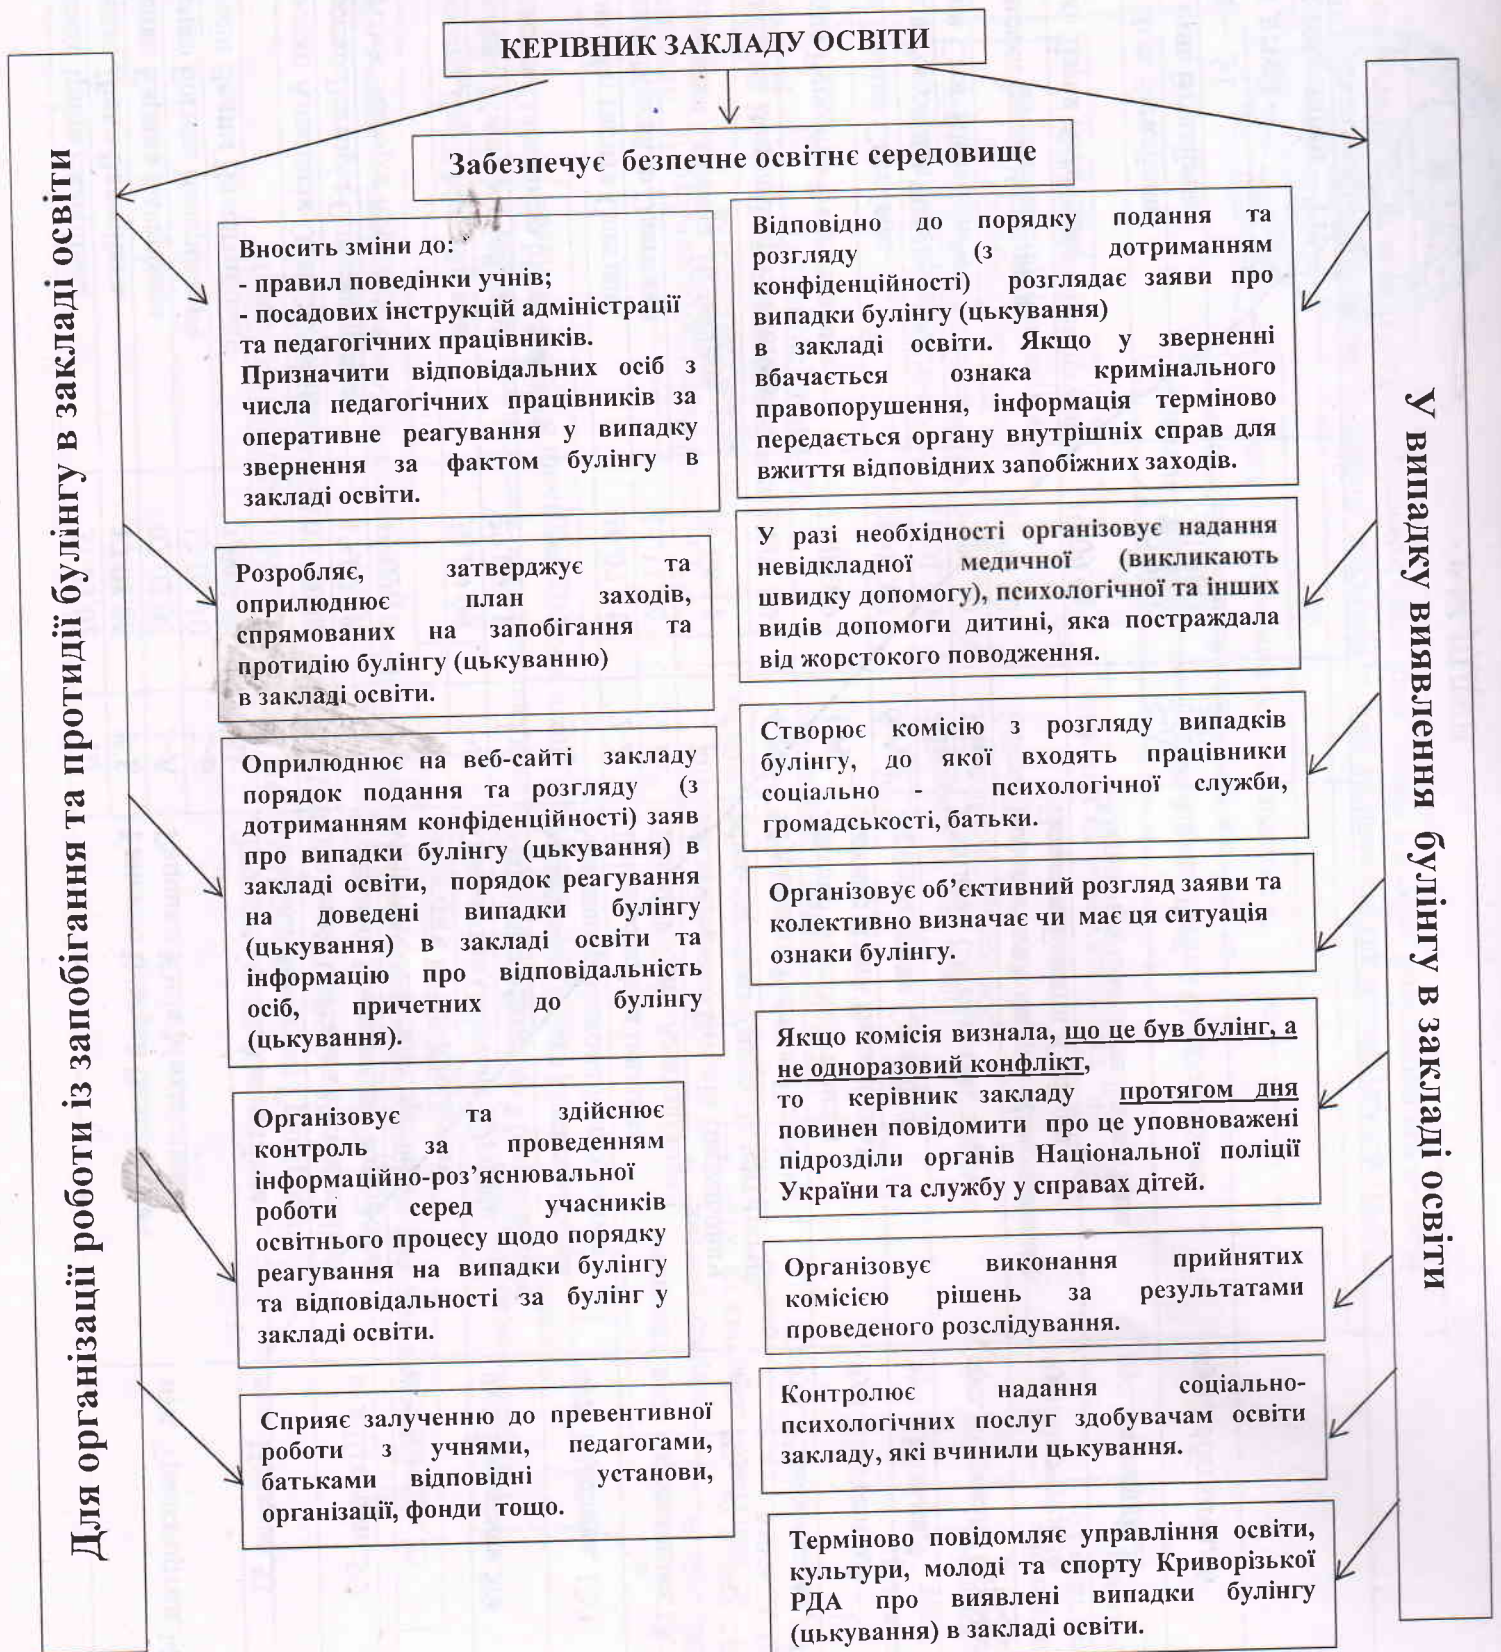 КЕРІВНИК ЗАКЛАДУ ОСВІТИ
Забезпечує безпечне освітнє середовище
Для організації роботи із запобігання та протидії булінгу в закладі освіти
Вносить зміни до:
- правил поведінки учнів;
- посадових інструкцій адміністрації
та педагогічних працівників.
Призначити відповідальних осіб з
числа педагогічних працівників за
оперативне реагування у випадку
звернення за фактом булінгу в
закладі освіти.
Розробляє, затверджує та
оприлюднює план заходів,
спрямованих на запобігання та
протидію булінгу (цькуванню)
в закладі освіти.
Оприлюднює на веб-сайті закладу
порядок подання та розгляду (з
дотриманням конфіденційності) заяв
про випадки булінгу (цькування) в
закладі освіти, порядок реагування
на доведені випадки булінгу
(цькування) в закладі освіти та
інформацію про відповідальність
осіб, причетних до булінгу
(цькування).
Організовує та здійснює
контроль за проведенням
інформаційно-роз’яснювальної
роботи серед учасників
освітнього процесу щодо порядку
реагування на випадки булінгу
та відповідальності за булінг у
закладі освіти.
Сприяє залученню до превентивної
роботи з учнями, педагогами,
батьками відповідні установи,
організації, фонди тощо.
У випадку виявлення булінгу в закладі освіти
Відповідно до порядку подання та
розгляду (з дотриманням
конфіденційності) розглядає заяви про
випадки булінгу (цькування)
в закладі освіти. Якщо у зверненні
вбачається ознака кримінального
правопорушення, інформація терміново
передається органу внутрішніх справ для
вжиття відповідних запобіжних заходів.
У разі необхідності організовує надання
невідкладної медичної (викликають
швидку допомогу), психологічної та інших
видів допомоги дитині, яка постраждала
від жорстокого поводження.
Створює комісію з розгляду випадків
булінгу, до якої входять працівники
соціально - психологічної служби,
громадськості, батьки.
Організовує об’єктивний розгляд заяви та
колективно визначає чи має ця ситуація
ознаки булінгу.
Якщо комісія визнала, що це був булінг, а
не одноразовий конфлікт,
то керівник закладу протягом дня
повинен повідомити про це уповноважені
підрозділи органів Національної поліції
України та службу у справах дітей.
Організовує виконання прийнятих
комісією рішень за результатами
проведеного розслідування.
Контролює надання соціально-
психологічних послуг здобувачам освіти
закладу, які вчинили цькування.
Терміново повідомляє управління освіти,
культури, молоді та спорту Криворізької
РДА про виявлені випадки булінгу
(цькування) в закладі освіти.